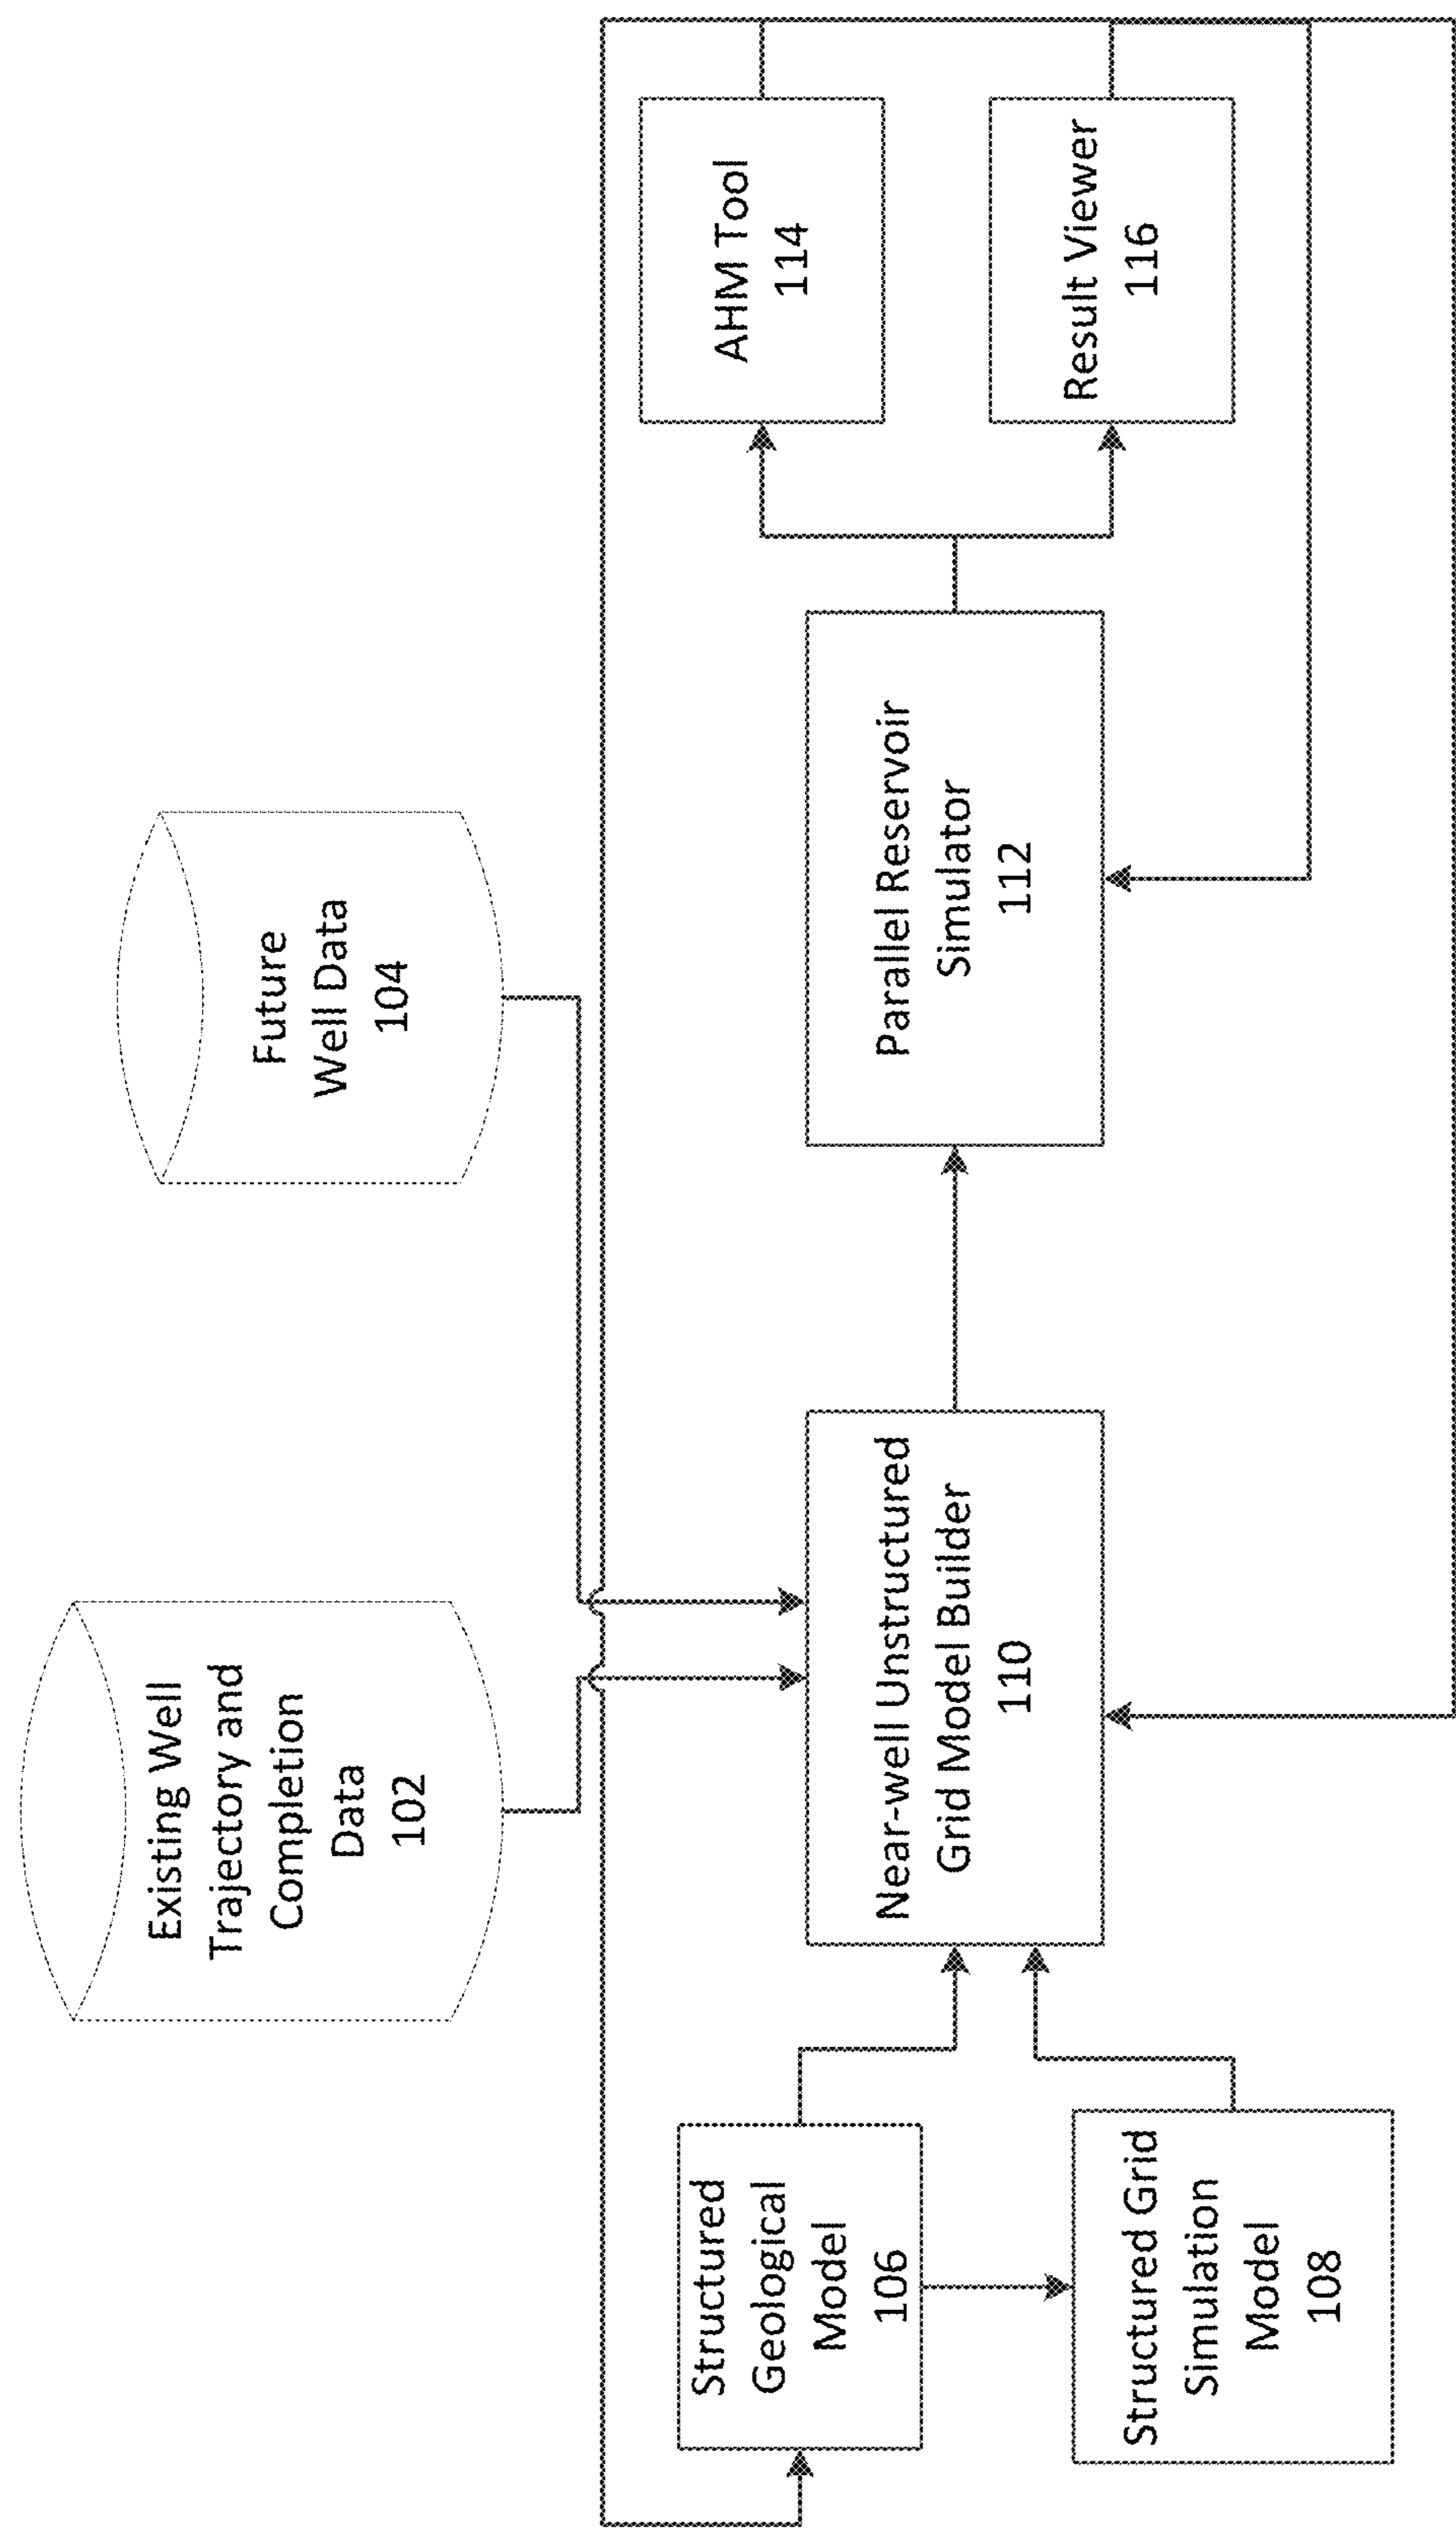 Existing Well
Trajectory and
Completion
Data
102
Future
Well Data
104
Structured
Geological
Model
106
Structured Grid
Simulation
Model
108
Near-well Unstructured
Grid Model Builder
110
Parallel Reservoir
Simulator
112
AHM Tool
114
Result Viewer
116